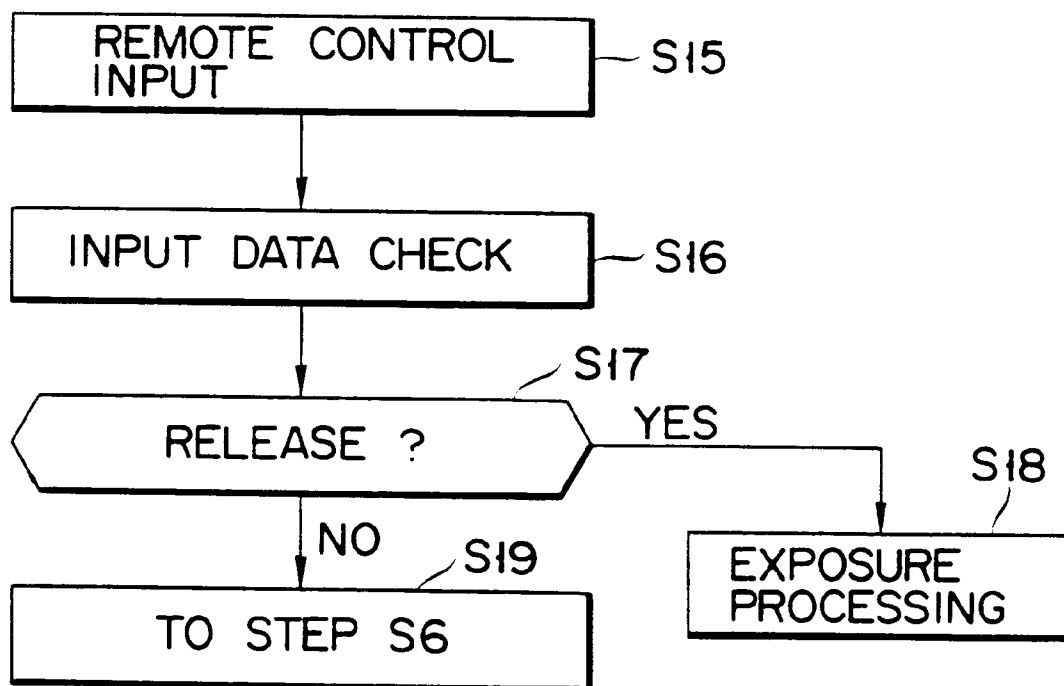 REMOTE CONTROL
INPUT
S15
INPUT DATA CHECK
S16
S17
RELEASE ?
YES
S18
NO
EXPOSURE
PROCESSING
S19
TO STEP S6